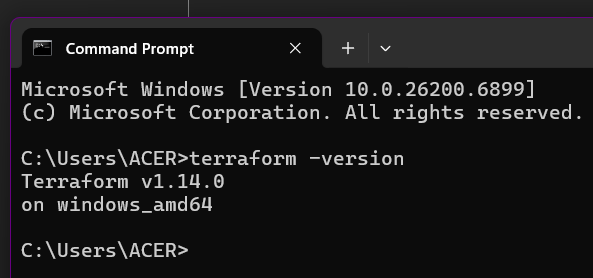 Command Prompt
Microsoft Windows [Version 10.0.26200.6899]
(c) Microsoft Corporation. All rights reserved.
C:\Users\ACER>terraform -version
Terraform v1.14.0
on windows_amd64
C:\Users\ACER>